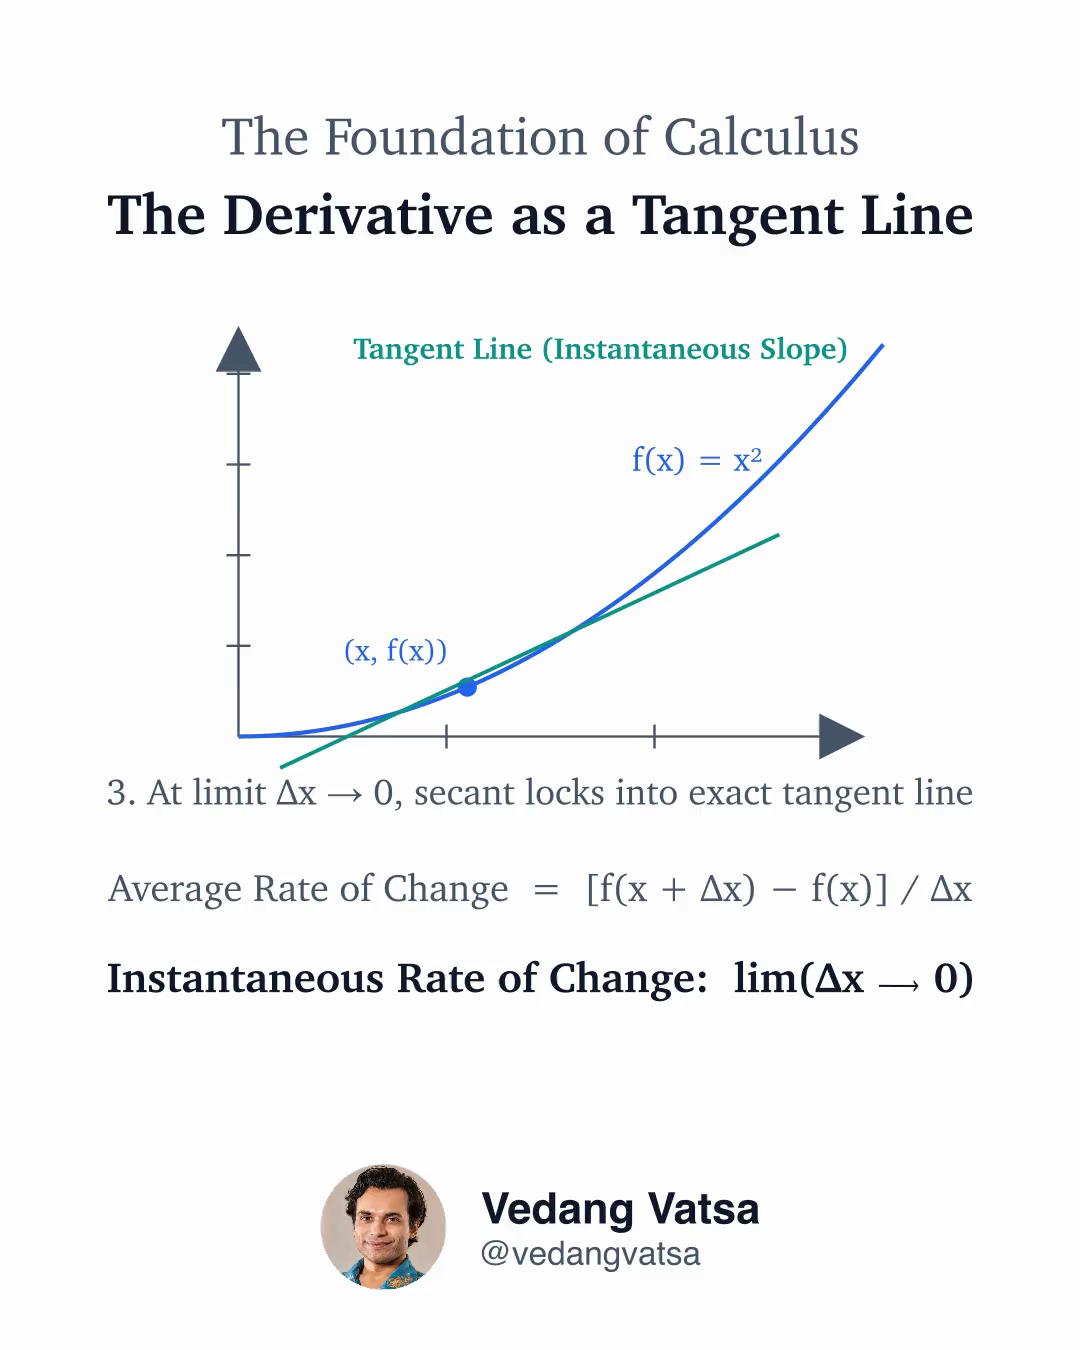 The Foundation of Calculus
The Derivative as a Tangent Line
Tangent Line (Instantaneous Slope)
f(x) = x²
(x, f(x))
3. At limit Δx → 0, secant locks into exact tangent line
Average Rate of Change = [f(x + Δx) − f(x)] / Δx
Instantaneous Rate of Change: lim(Δx → 0)
Vedang Vatsa
@vedangvatsa